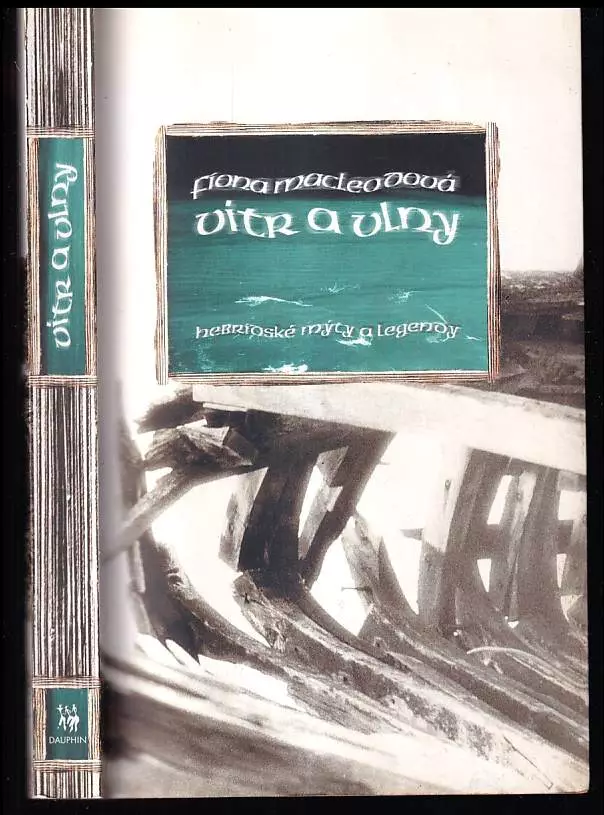 fiona macleodová
vítr a vlny
hebridské mýty a legendy
vítr a vlny
DAUPHIN